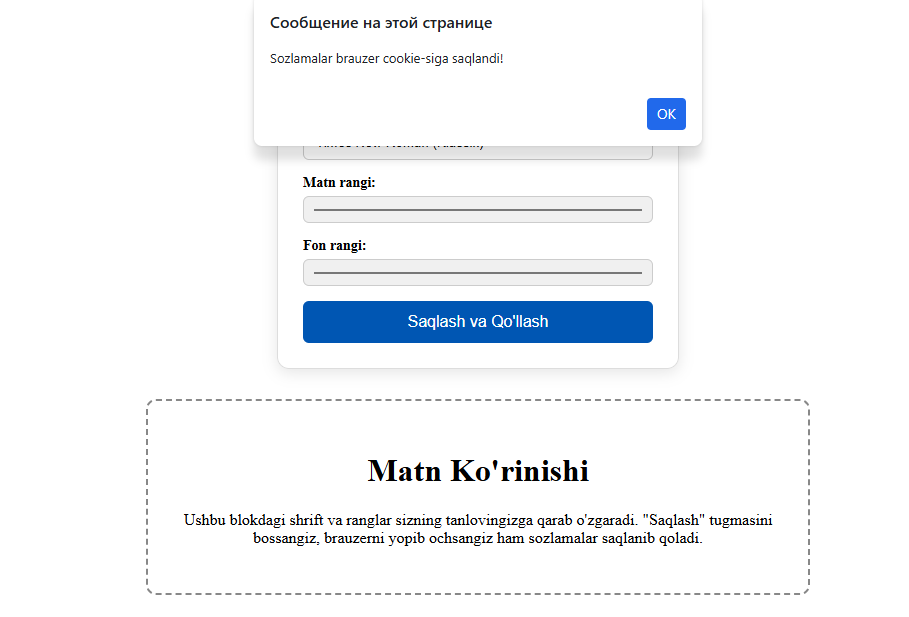 Сообщение на этой странице
Sozlamalar brauzer cookie-siga saqlandi!
OK
Matn rangi:
Fon rangi:
Saqlash va Qo'llash
Matn Ko'rinishi
Ushbu blokdagi shrift va ranglar sizning tanlovingizga qarab o'zgaradi. "Saqlash" tugmasini
bossangiz, brauzerni yopib ochsangiz ham sozlamalar saqlanib qoladi.